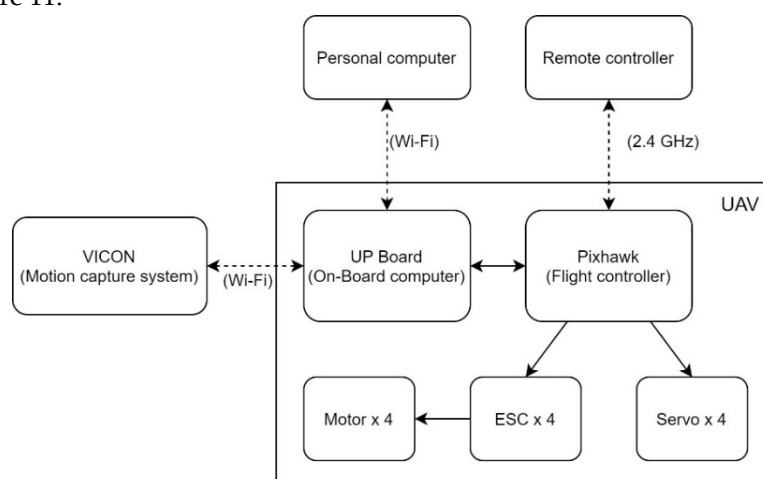 Personal computer
Remote controller
(Wi-Fi)
(2.4 GHz)
UAV
VICON
(Motion capture system)
(Wi-Fi)
UP Board
(On-Board computer)
Pixhawk
(Flight controller)
Motor x 4
ESC x 4
Servo x 4